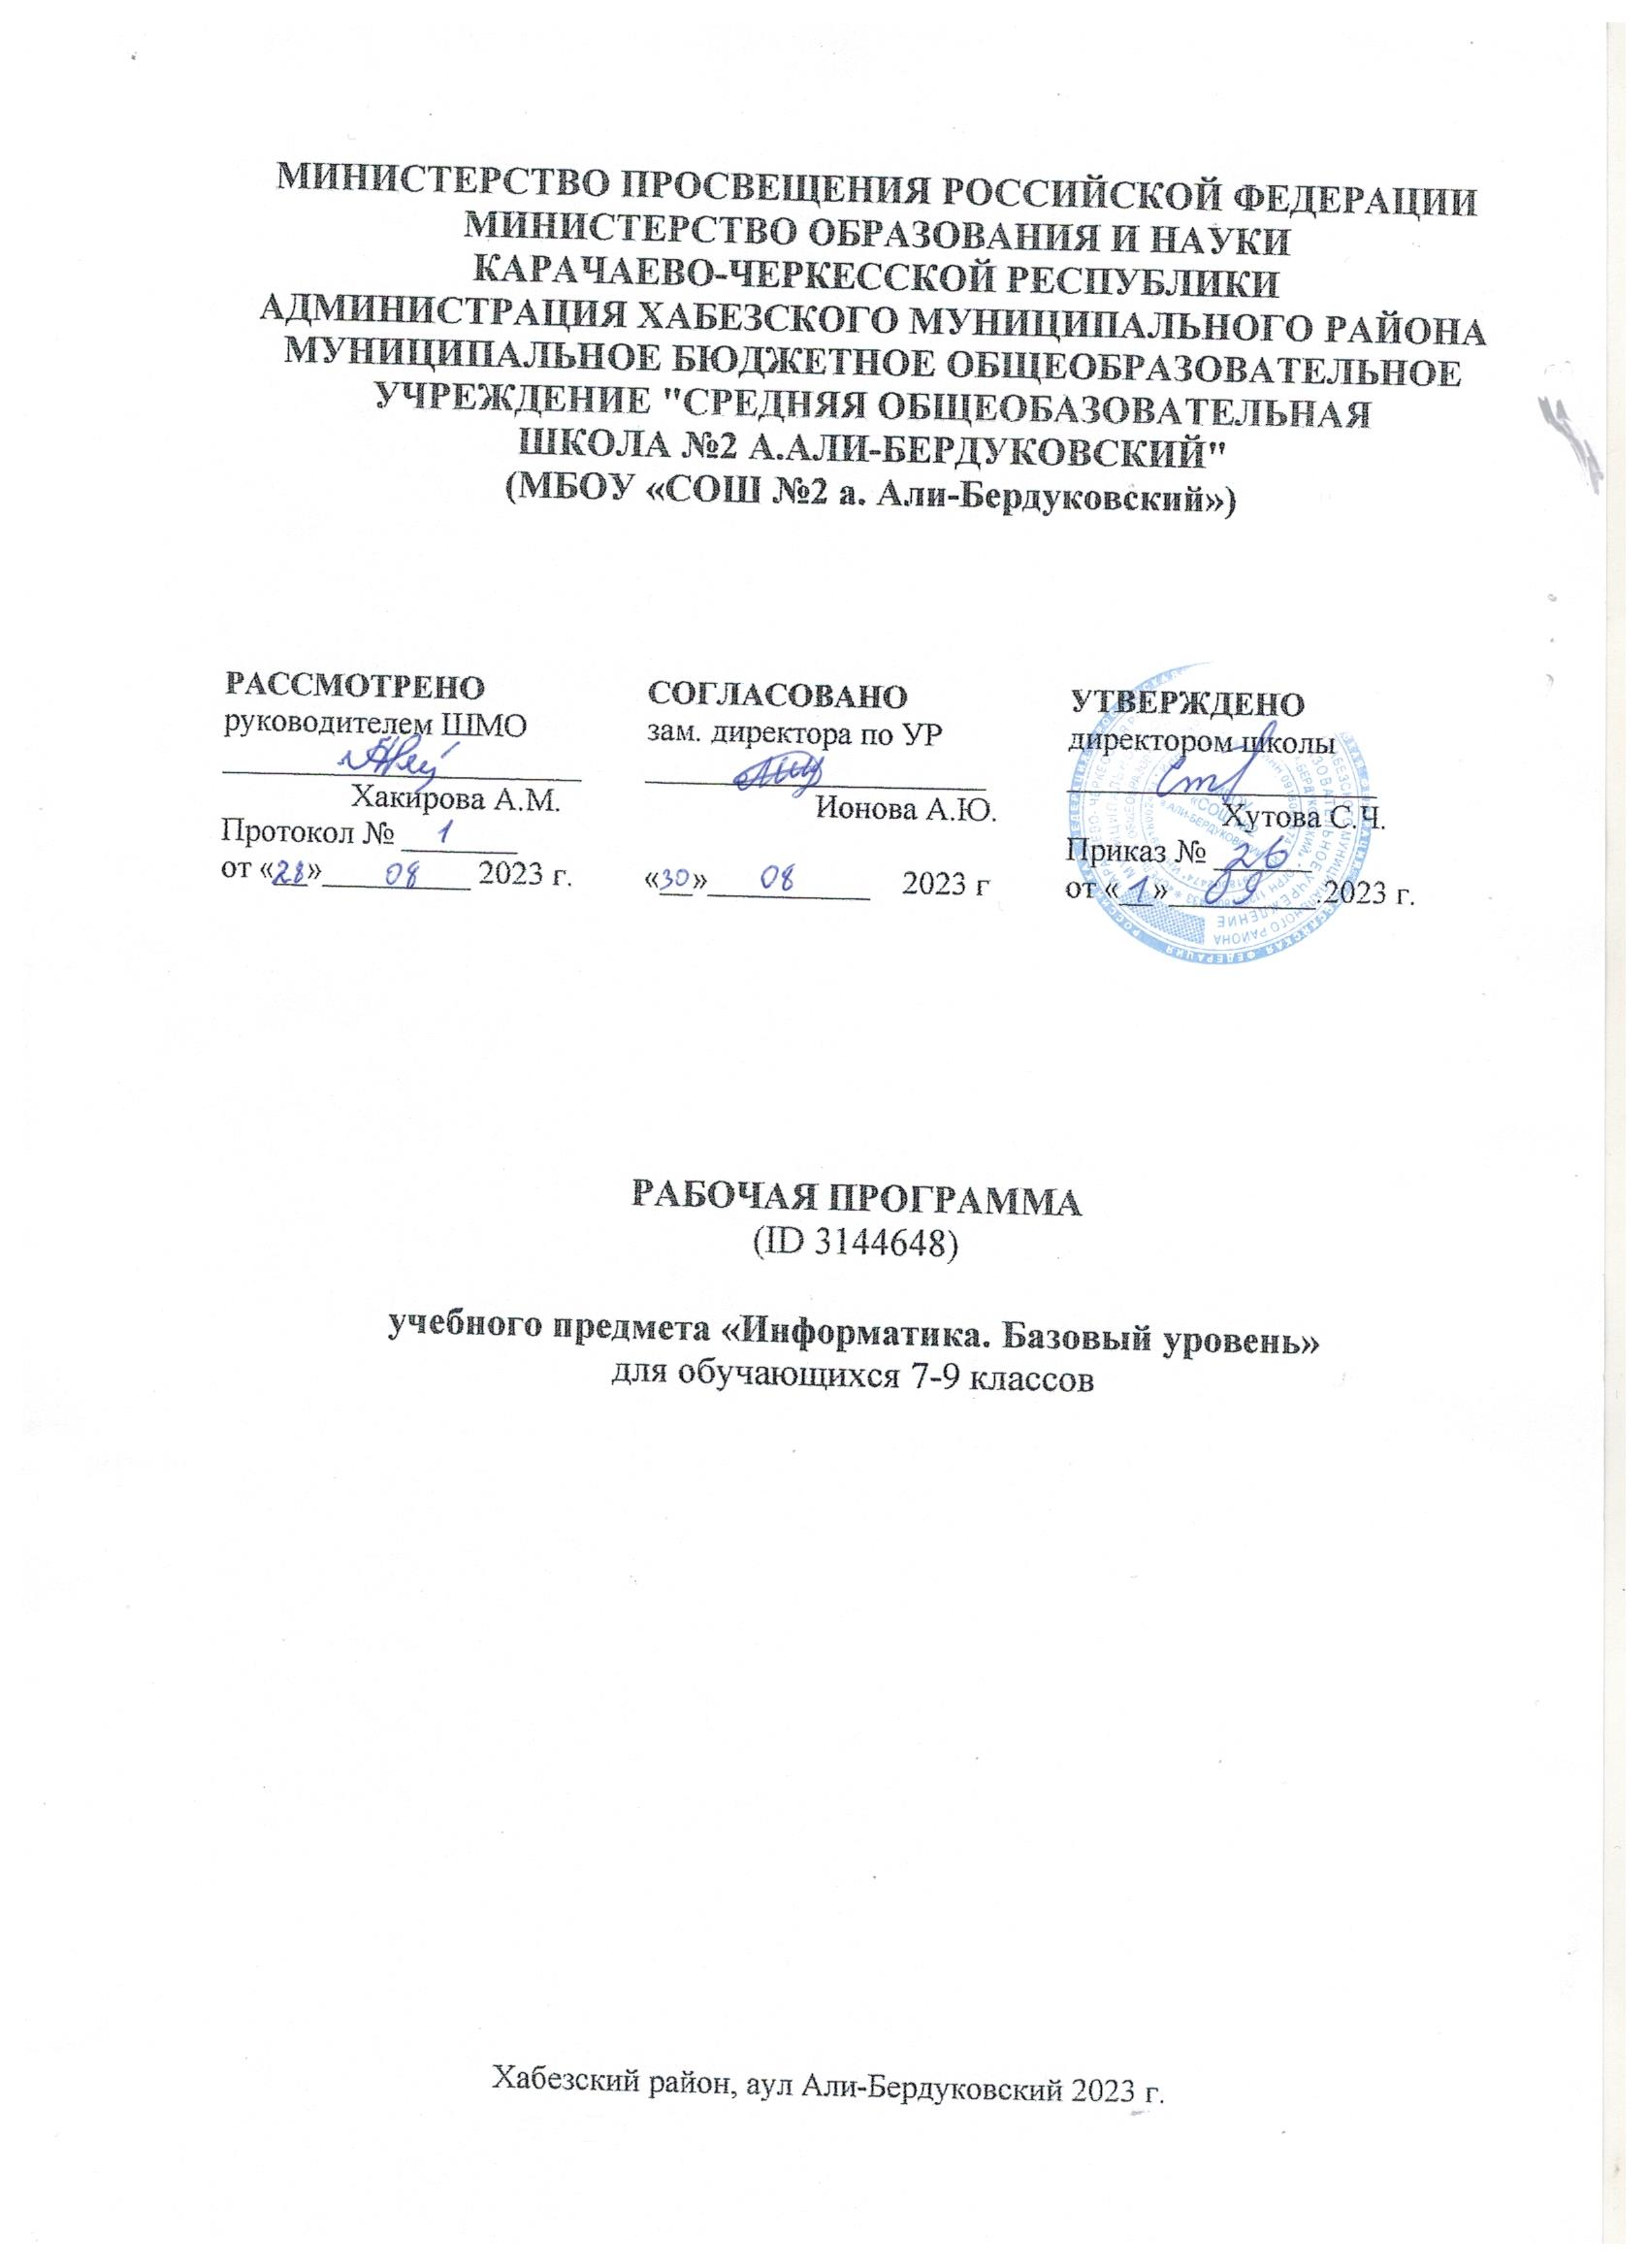 МИНИСТЕРСТВО ПРОСВЕЩЕНИЯ РОССИЙСКОЙ ФЕДЕРАЦИИ
МИНИСТЕРСТВО ОБРАЗОВАНИЯ И НАУКИ
КАРАЧАЕВО-ЧЕРКЕССКОЙ РЕСПУБЛИКИ
АДМИНИСТРАЦИЯ ХАБЕЗСКОГО МУНИЦИПАЛЬНОГО РАЙОНА
МУНИЦИПАЛЬНОЕ БЮДЖЕТНОЕ ОБЩЕОБРАЗОВАТЕЛЬНОЕ
УЧРЕЖДЕНИЕ "СРЕДНЯЯ ОБЩЕОБАЗОВАТЕЛЬНАЯ
ШКОЛА №2 А.АЛИ-БЕРДУКОВСКИЙ"
(МБОУ «СОШ №2 а. Али-Бердуковский»)
РАССМОТРЕНО
руководителем ШМО
Хакирова А.М.
Протокол № 1
от «28» 08 2023 г.
СОГЛАСОВАНО
зам. директора по УР
Ионова А.Ю.
«30» 08 2023 г
УТВЕРЖДЕНО
директором школы
Хутова С.Ч.
Приказ № 26
от «1» 09 .2023 г.
РАБОЧАЯ ПРОГРАММА
(ID 3144648)
учебного предмета «Информатика. Базовый уровень»
для обучающихся 7-9 классов
Хабезский район, аул Али-Бердуковский 2023 г.